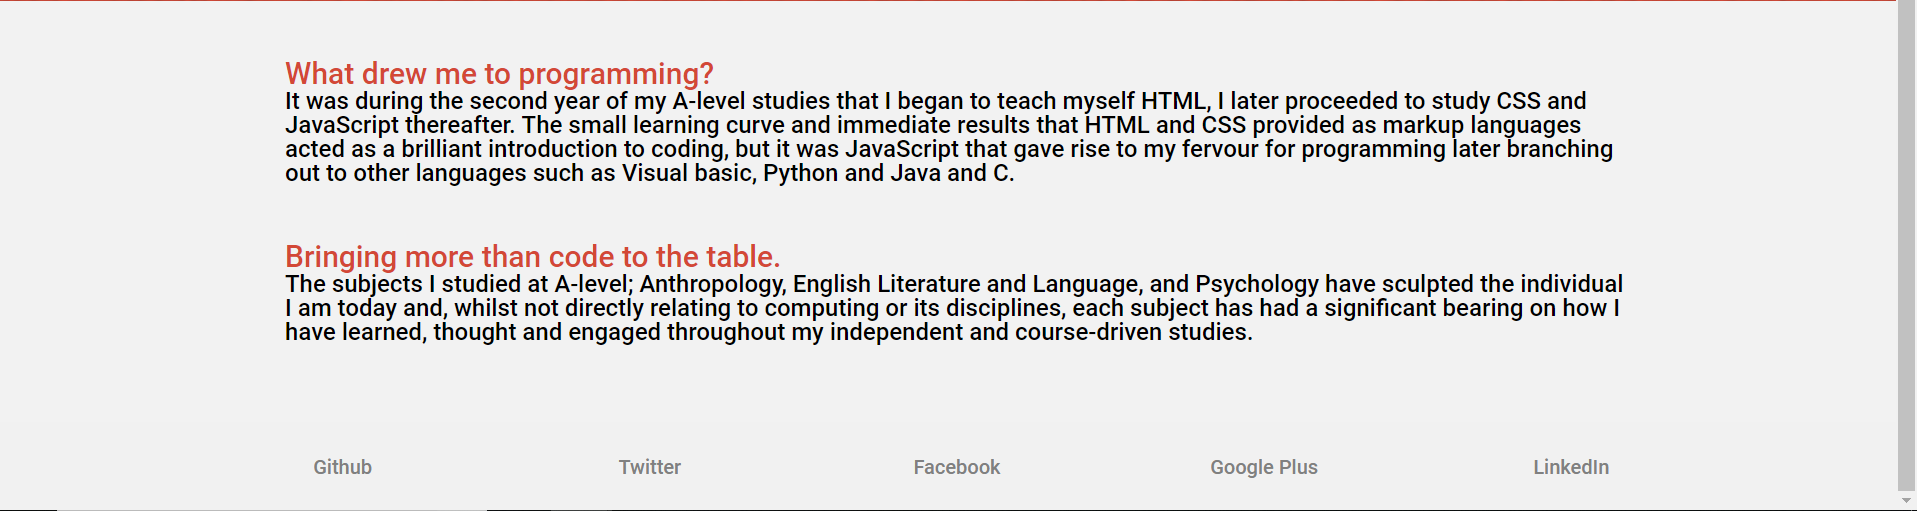 What drew me to programming?
It was during the second year of my A-level studies that I began to teach myself HTML, I later proceeded to study CSS and
JavaScript thereafter. The small learning curve and immediate results that HTML and CSS provided as markup languages
acted as a brilliant introduction to coding, but it was JavaScript that gave rise to my fervour for programming later branching
out to other languages such as Visual basic, Python and Java and C.
Bringing more than code to the table.
The subjects I studied at A-level; Anthropology, English Literature and Language, and Psychology have sculpted the individual
I am today and, whilst not directly relating to computing or its disciplines, each subject has had a significant bearing on how I
have learned, thought and engaged throughout my independent and course-driven studies.
Github Twitter Facebook Google Plus LinkedIn